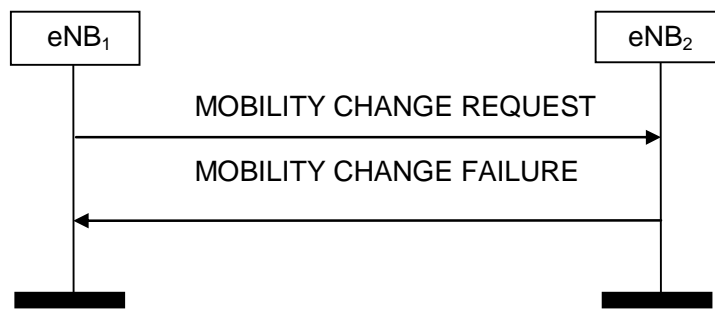 eNB₁
eNB₂
MOBILITY CHANGE REQUEST
MOBILITY CHANGE FAILURE